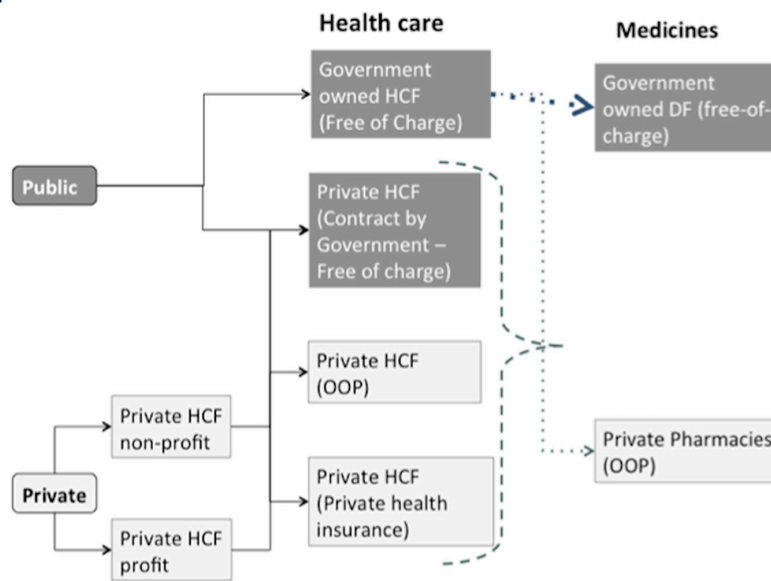 Health care
Medicines
Government
owned HCF
(Free of Charge)
Government
owned DF (free-of-
charge)
Public
Private HCF
(Contract by
Government –
Free of charge)
Private HCF
(OOP)
Private HCF
non-profit
Private Pharmacies
(OOP)
Private
Private HCF
(Private health
insurance)
Private HCF
profit